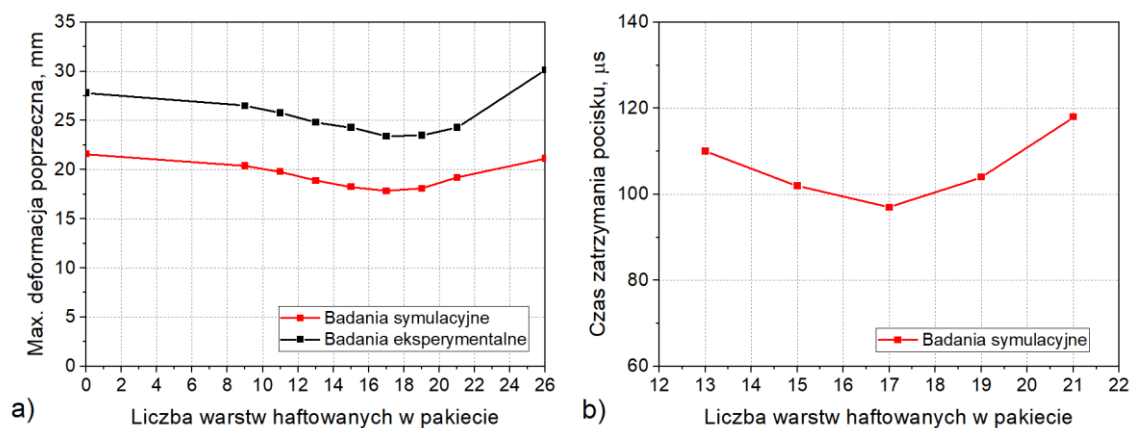 35
30
25
20
15
10
5
0
Max. deformacja poprzeczna, mm
Badania symulacyjne
Badania eksperymentalne
0 2 4 6 8 10 12 14 16 18 20 22 24 26
a) Liczba warstw haftowanych w pakiecie
140
120
100
80
60
Czas zatrzymania pocisku, μs
Badania symulacyjne
12 13 14 15 16 17 18 19 20 21 22
b) Liczba warstw haftowanych w pakiecie